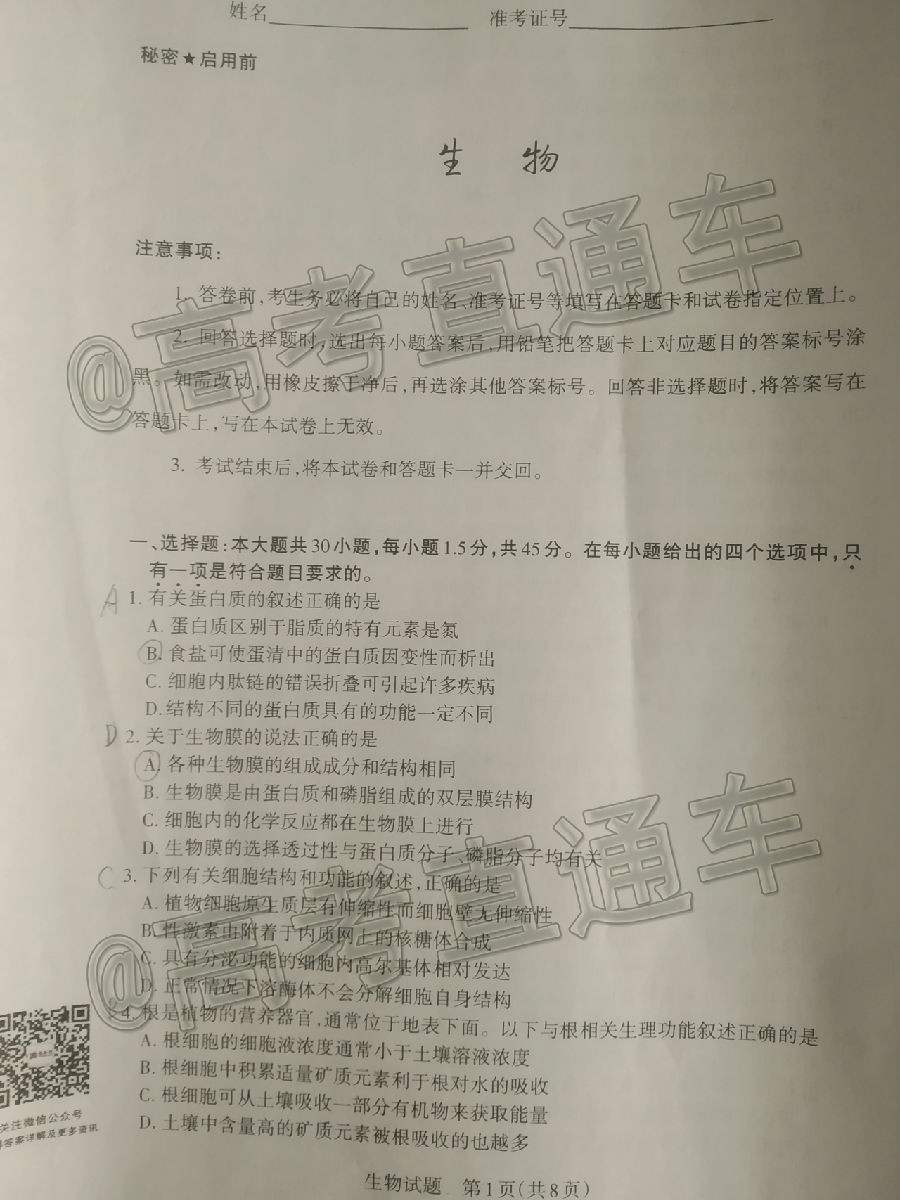 姓名 准考证号
秘密★启用前
生 物
注意事项:
1. 答卷前,考生务必将自己的姓名、准考证号等填写在答题卡和试卷指定位置上。
2. 回答选择题时,选出每小题答案后,用铅笔把答题卡上对应题目的答案标号涂
黑。如需改动,用橡皮擦干净后,再选涂其他答案标号。回答非选择题时,将答案写在
答题卡上,写在本试卷上无效。
3. 考试结束后,将本试卷和答题卡一并交回。
@高考直通车
一、选择题:本大题共30小题,每小题1.5分,共45分。在每小题给出的四个选项中,只
有一项是符合题目要求的。
A 1. 有关蛋白质的叙述正确的是
A. 蛋白质区别于脂质的特有元素是氮
B. 食盐可使蛋清中的蛋白质因变性而析出
C. 细胞内肽链的错误折叠可引起许多疾病
D. 结构不同的蛋白质具有的功能一定不同
D 2. 关于生物膜的说法正确的是
A. 各种生物膜的组成成分和结构相同
B. 生物膜是由蛋白质和磷脂组成的双层膜结构
C. 细胞内的化学反应都在生物膜上进行
D. 生物膜的选择透过性与蛋白质分子、磷脂分子均有关
C 3. 下列有关细胞结构和功能的叙述,正确的是
A. 植物细胞原生质层有伸缩性而细胞壁无伸缩性
B. 性激素由附着于内质网上的核糖体合成
C. 具有分泌功能的细胞内高尔基体相对发达
D. 正常情况下溶酶体不会分解细胞自身结构
@高考直通车
4. 根是植物的营养器官,通常位于地表下面。以下与根相关生理功能叙述正确的是
A. 根细胞的细胞液浓度通常小于土壤溶液浓度
B. 根细胞中积累适量矿质元素利于根对水的吸收
C. 根细胞可从土壤吸收一部分有机物来获取能量
D. 土壤中含量高的矿质元素被根吸收的也越多
关注微信公众号
答案详解及更多资讯
生物试题 第1页(共8页)